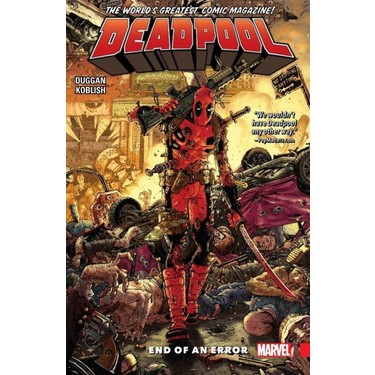 THE WORLD'S GREATEST COMIC MAGAZINE!
DEADPOOL
DUGGAN
KOBLISH
"We wouldn't
have Deadpool
any other way."
—PopMatters.com
END OF AN ERROR
MARVEL